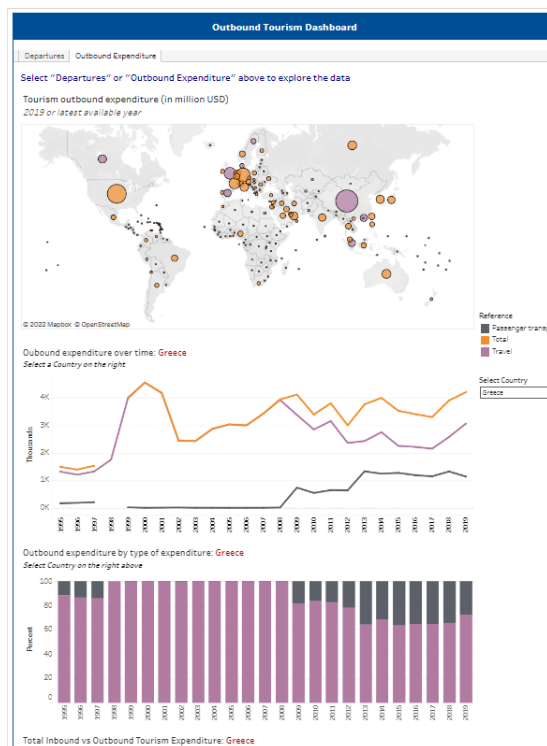 Outbound Tourism Dashboard
Departures
Outbound Expenditure
Select "Departures" or "Outbound Expenditure" above to explore the data
Tourism outbound expenditure (in million USD)
2019 or latest available year
© 2022 Mapbox © OpenStreetMap
Reference
Passenger transp
Total
Travel
Oubound expenditure over time: Greece
Select a Country on the right
Select Country
Greece
Thousands
4K
3K
2K
1K
0K
1995 1996 1997 1998 1999 2000 2001 2002 2003 2004 2005 2006 2007 2008 2009 2010 2011 2012 2013 2014 2015 2016 2017 2018 2019
Outbound expenditure by type of expenditure: Greece
Select Country on the right above
Percent
100
80
60
40
20
0
1995 1996 1997 1998 1999 2000 2001 2002 2003 2004 2005 2006 2007 2008 2009 2010 2011 2012 2013 2014 2015 2016 2017 2018 2019
Total Inbound vs Outbound Tourism Expenditure: Greece